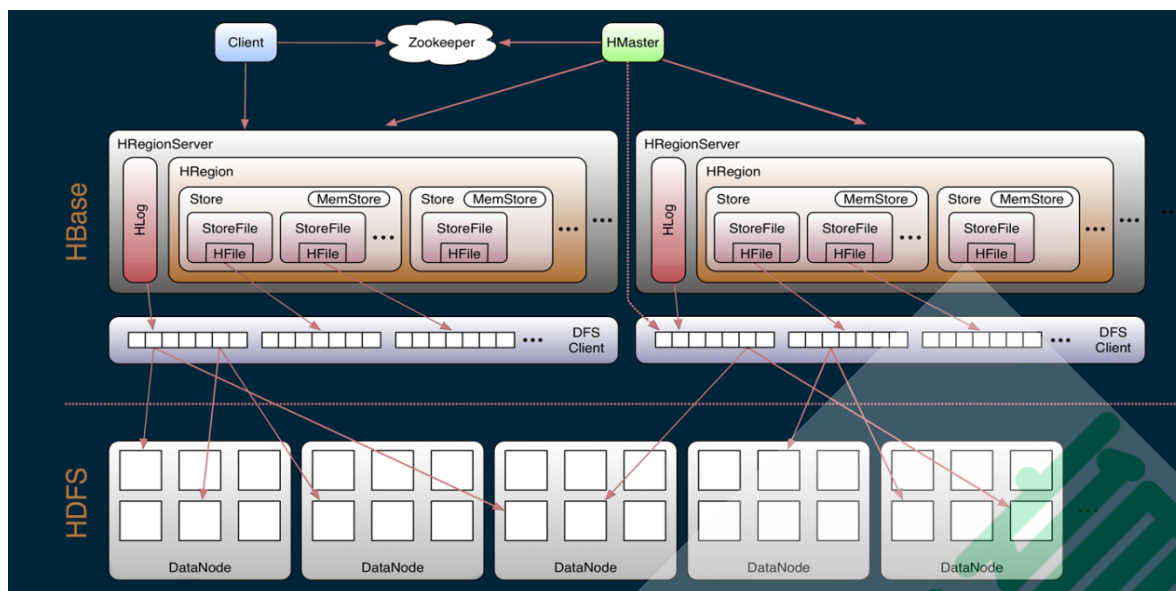 Client
Zookeeper
HMaster
HBase
HRegionServer
HLog
HRegion
Store
MemStore
StoreFile
HFile
StoreFile
HFile
...
Store
MemStore
StoreFile
HFile
...
...
HRegionServer
HLog
HRegion
Store
MemStore
StoreFile
HFile
StoreFile
HFile
...
Store
MemStore
StoreFile
HFile
...
...
...
...
DFS
Client
...
DFS
Client
HDFS
DataNode
DataNode
DataNode
DataNode
DataNode
...